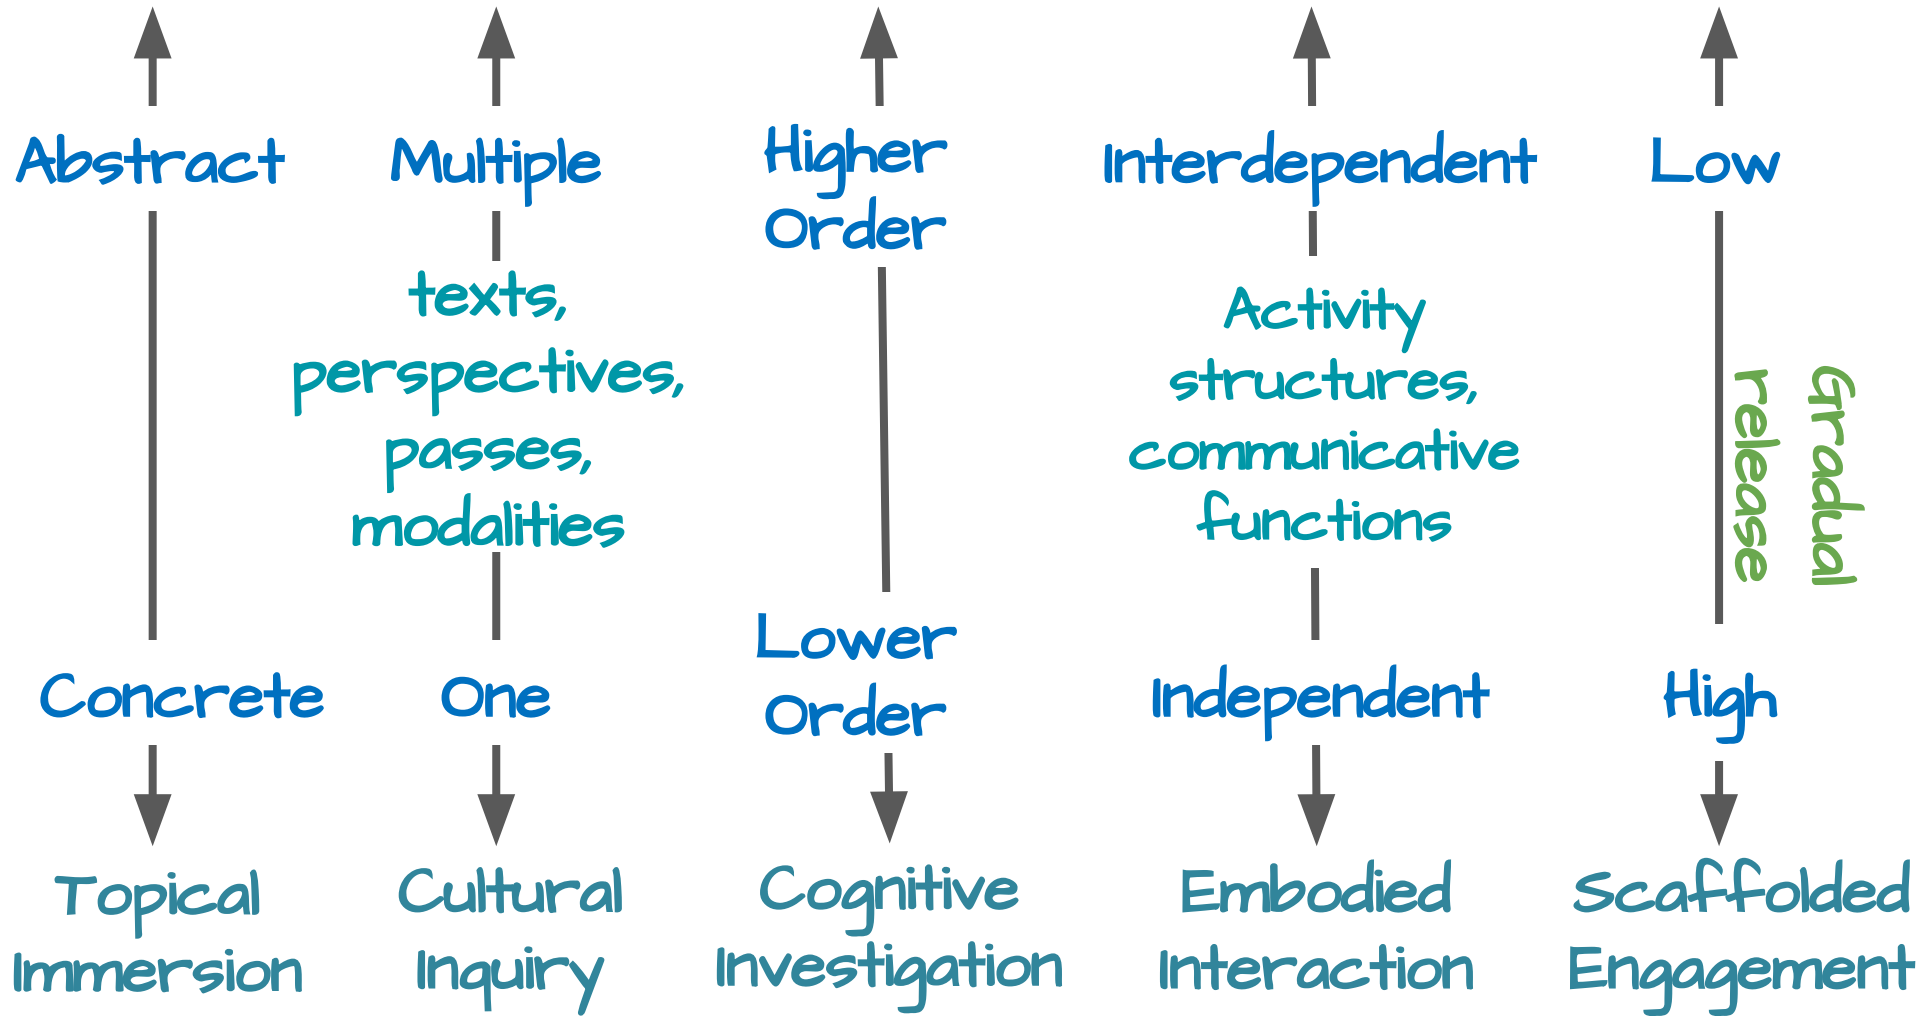 Abstract
Concrete
Topical
Immersion
Multiple
texts,
perspectives,
passes,
modalities
One
Cultural
Inquiry
Higher
Order
Lower
Order
Cognitive
Investigation
Interdependent
Activity
structures,
communicative
functions
Independent
Embodied
Interaction
Low
Gradual
release
High
Scaffolded
Engagement